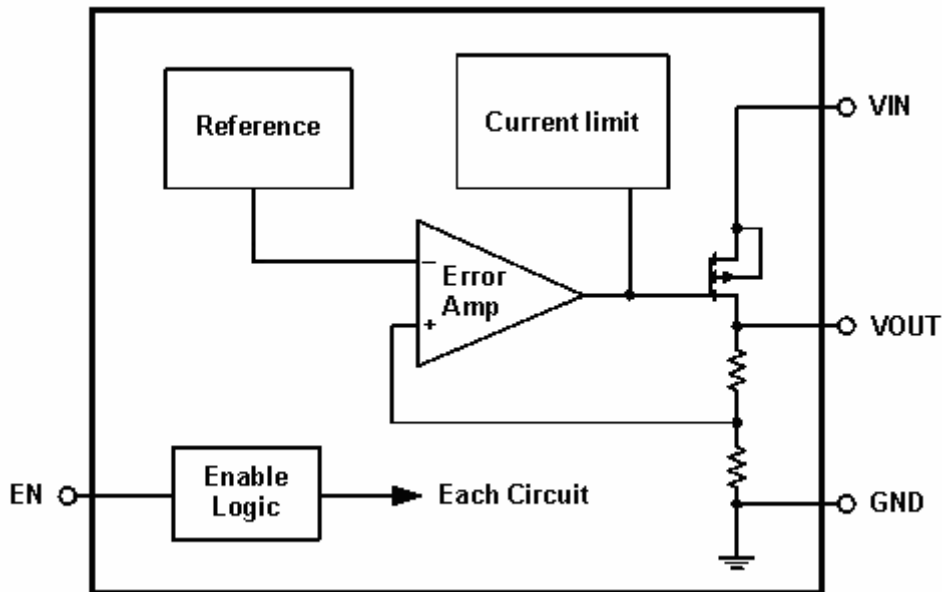 Reference
Current limit
VIN
−
Error
Amp
+
VOUT
EN
Enable
Logic
Each Circuit
GND